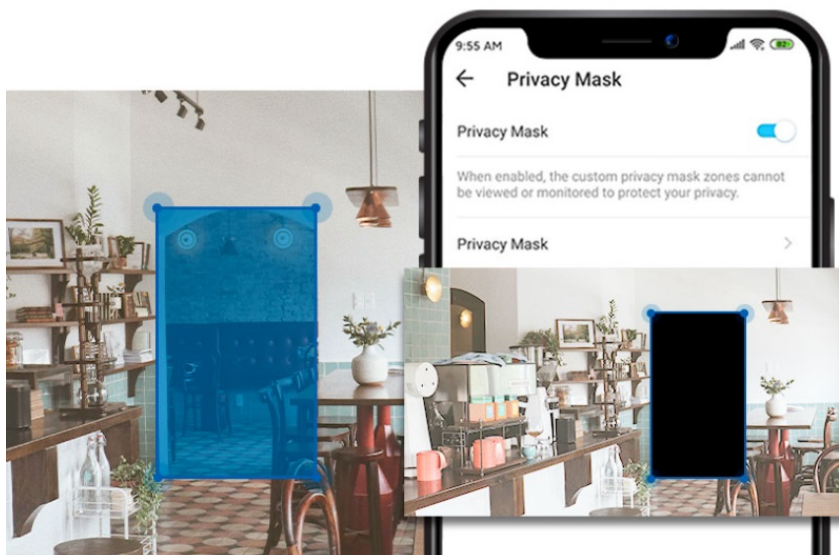 9:55 AM
82
Privacy Mask
Privacy Mask
When enabled, the custom privacy mask zones cannot
be viewed or monitored to protect your privacy.
Privacy Mask